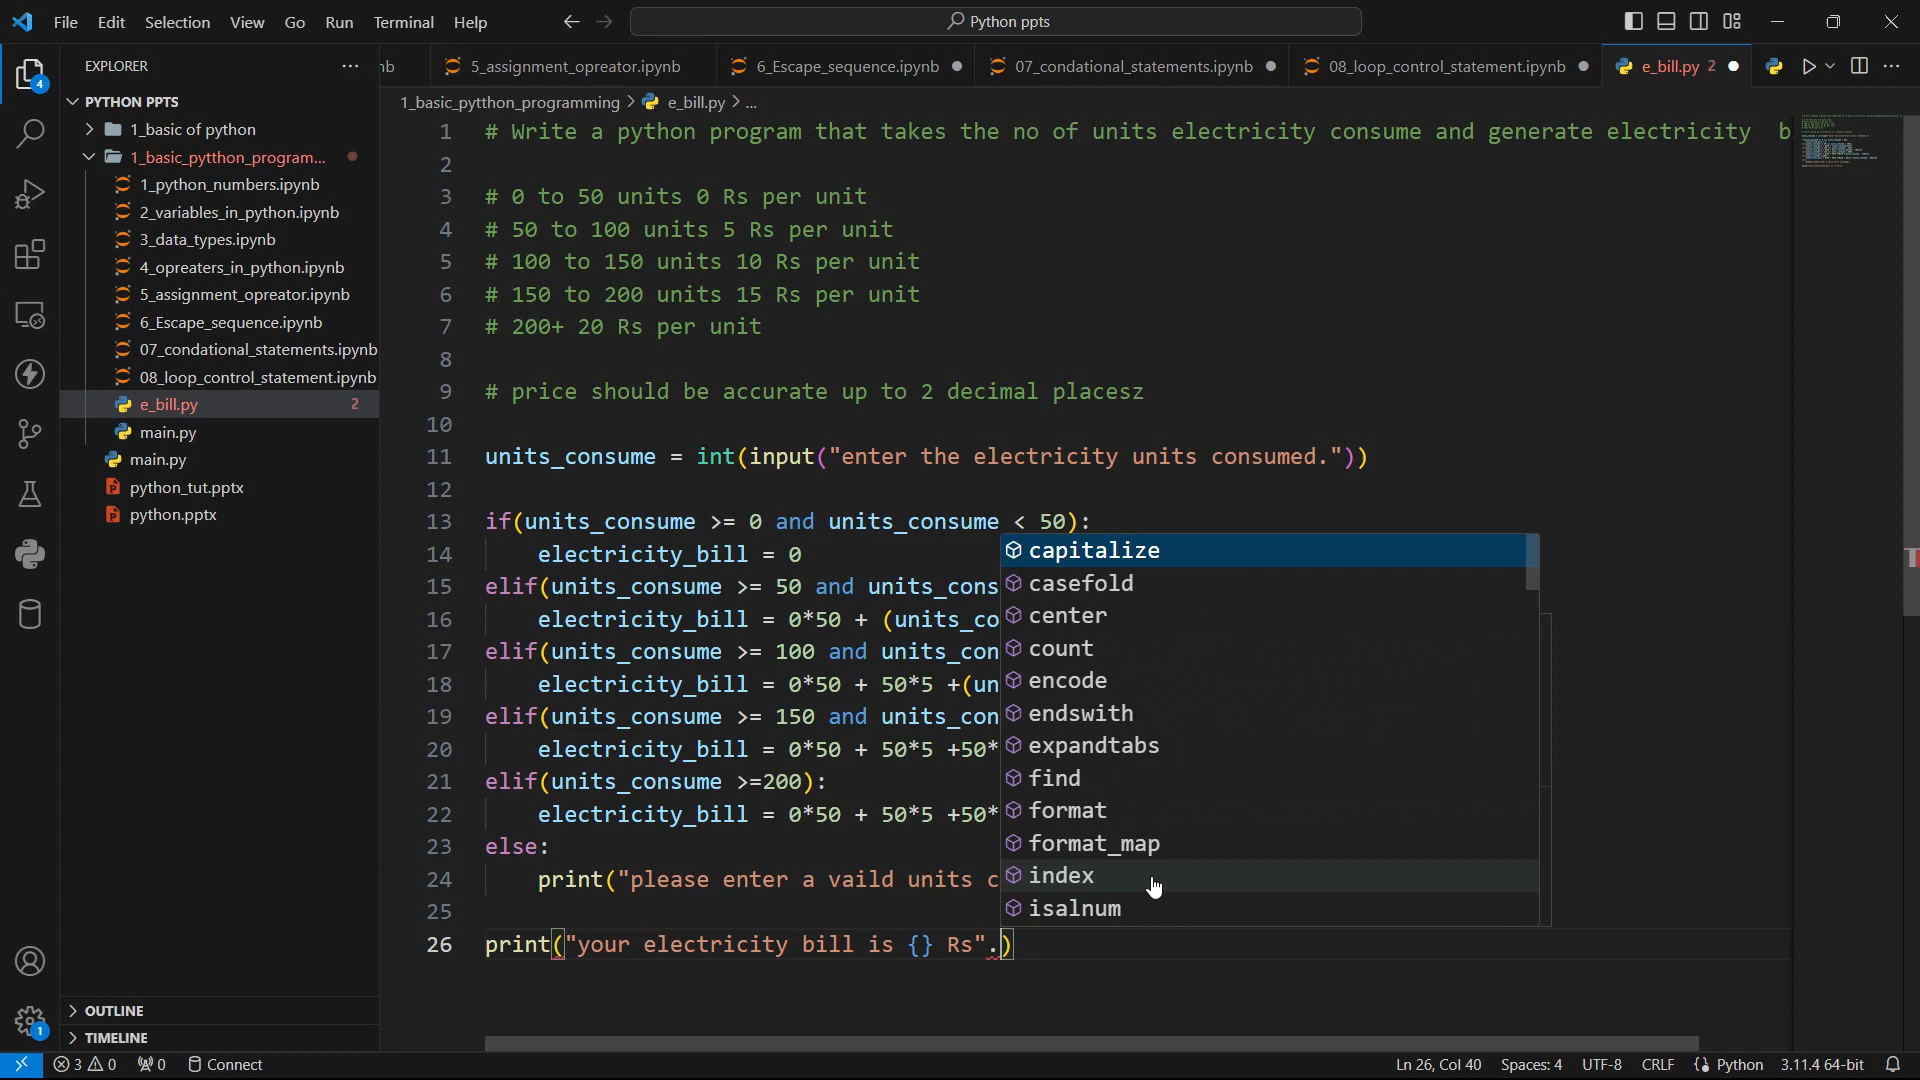 File Edit Selection View Go Run Terminal Help
Python ppts
EXPLORER
nb
5_assignment_opreator.ipynb
6_Escape_sequence.ipynb
07_condational_statements.ipynb
08_loop_control_statement.ipynb
e_bill.py 2
PYTHON PPTS
1_basic of python
1_basic_pytthon_program...
1_python_numbers.ipynb
2_variables_in_python.ipynb
3_data_types.ipynb
4_opreaters_in_python.ipynb
5_assignment_opreator.ipynb
6_Escape_sequence.ipynb
07_condational_statements.ipynb
08_loop_control_statement.ipynb
e_bill.py 2
main.py
main.py
python_tut.pptx
python.pptx
OUTLINE
TIMELINE
4
1
1_basic_pytthon_programming > e_bill.py > ...
1 # Write a python program that takes the no of units electricity consume and generate electricity b
2
3 # 0 to 50 units 0 Rs per unit
4 # 50 to 100 units 5 Rs per unit
5 # 100 to 150 units 10 Rs per unit
6 # 150 to 200 units 15 Rs per unit
7 # 200+ 20 Rs per unit
8
9 # price should be accurate up to 2 decimal placesz
10
11 units_consume = int(input("enter the electricity units consumed."))
12
13 if(units_consume >= 0 and units_consume < 50):
14 electricity_bill = 0
15 elif(units_consume >= 50 and units_cons
16 electricity_bill = 0*50 + (units_co
17 elif(units_consume >= 100 and units_con
18 electricity_bill = 0*50 + 50*5 +(un
19 elif(units_consume >= 150 and units_con
20 electricity_bill = 0*50 + 50*5 +50*
21 elif(units_consume >=200):
22 electricity_bill = 0*50 + 50*5 +50*
23 else:
24 print("please enter a vaild units c
25
26 print("your electricity bill is {} Rs".)
capitalize
casefold
center
count
encode
endswith
expandtabs
find
format
format_map
index
isalnum
3 0 0 Connect
Ln 26, Col 40 Spaces: 4 UTF-8 CRLF Python 3.11.4 64-bit